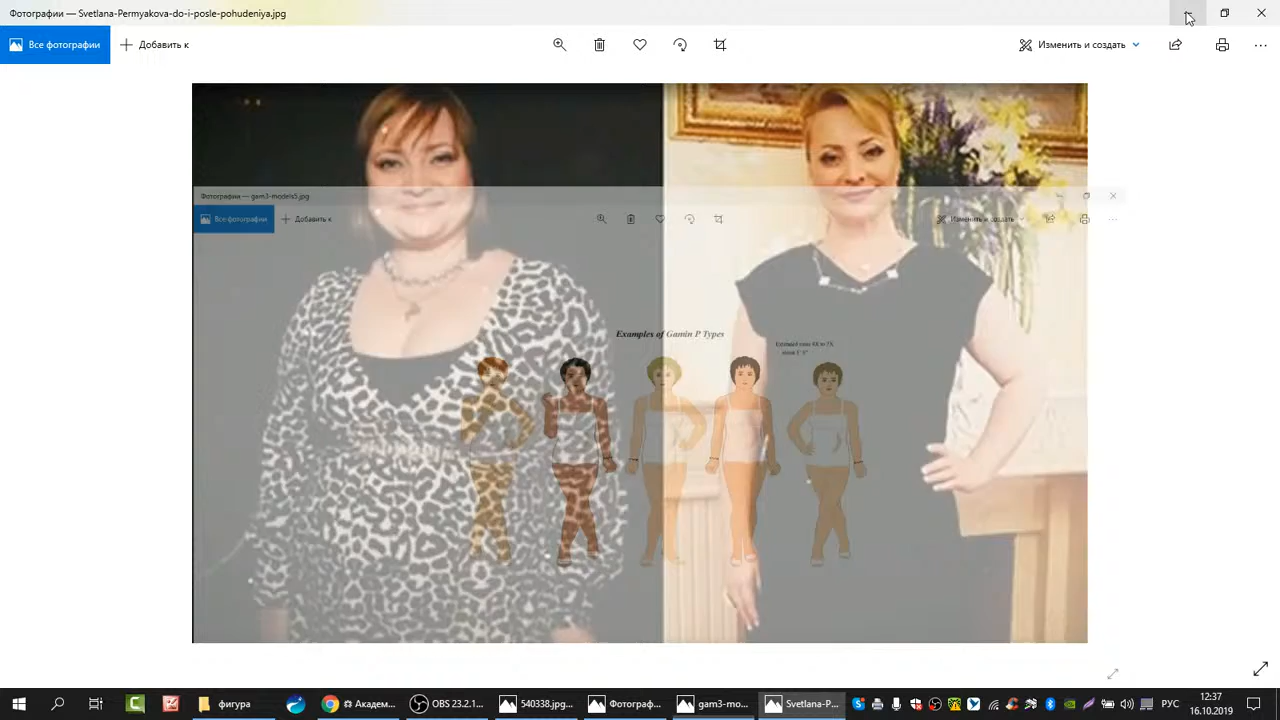 Фотографии — Svetlana-Permyakova-do-i-posle-pohudeniya.jpg
Все фотографии
Добавить к
Изменить и создать
Фотографии — gem3-models5.jpg
Все фотографии
Добавить к
Изменить и создать
Examples of Gamin P Types
фигура
Академ...
OBS 23.2.1...
540338.jpg...
Фотограф...
gam3-mo...
Svetlana-P...
РУС
12:37
16.10.2019